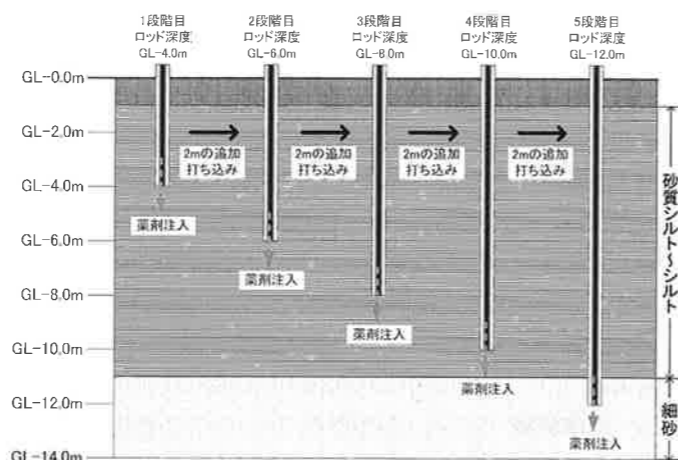 1段階目
ロッド深度
GL-4.0m
2段階目
ロッド深度
GL-6.0m
3段階目
ロッド深度
GL-8.0m
4段階目
ロッド深度
GL-10.0m
5段階目
ロッド深度
GL-12.0m
GL-0.0m
GL-2.0m
GL-4.0m
GL-6.0m
GL-8.0m
GL-10.0m
GL-12.0m
GL-14.0m
2mの追加
打ち込み
2mの追加
打ち込み
2mの追加
打ち込み
2mの追加
打ち込み
薬剤注入
薬剤注入
薬剤注入
薬剤注入
薬剤注入
砂質シルト～シルト
細砂